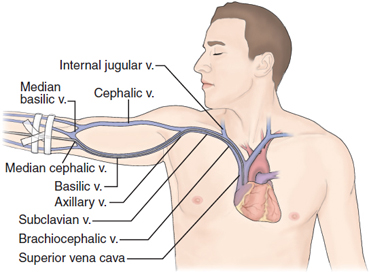 Internal jugular v.
Median
basilic v.
Cephalic v.
Median cephalic v.
Basilic v.
Axillary v.
Subclavian v.
Brachiocephalic v.
Superior vena cava